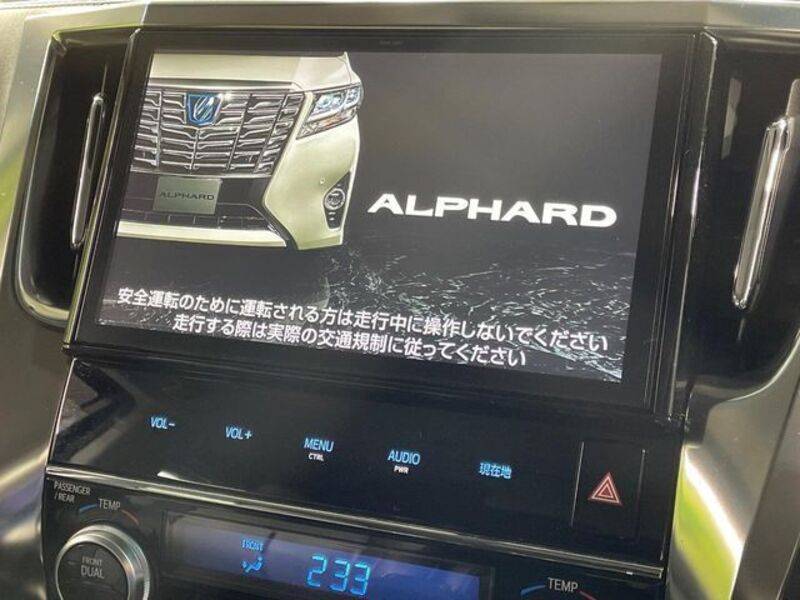 ALPHARD
ALPHARD
安全運転のために運転される方は走行中に操作しないでください
走行する際は実際の交通規制に従ってください
VOL- VOL+ MENU AUDIO 現在地
CTRL PWR
PASSENGER
/ REAR
TEMP
FRONT
DUAL
FRONT
233
TEMP